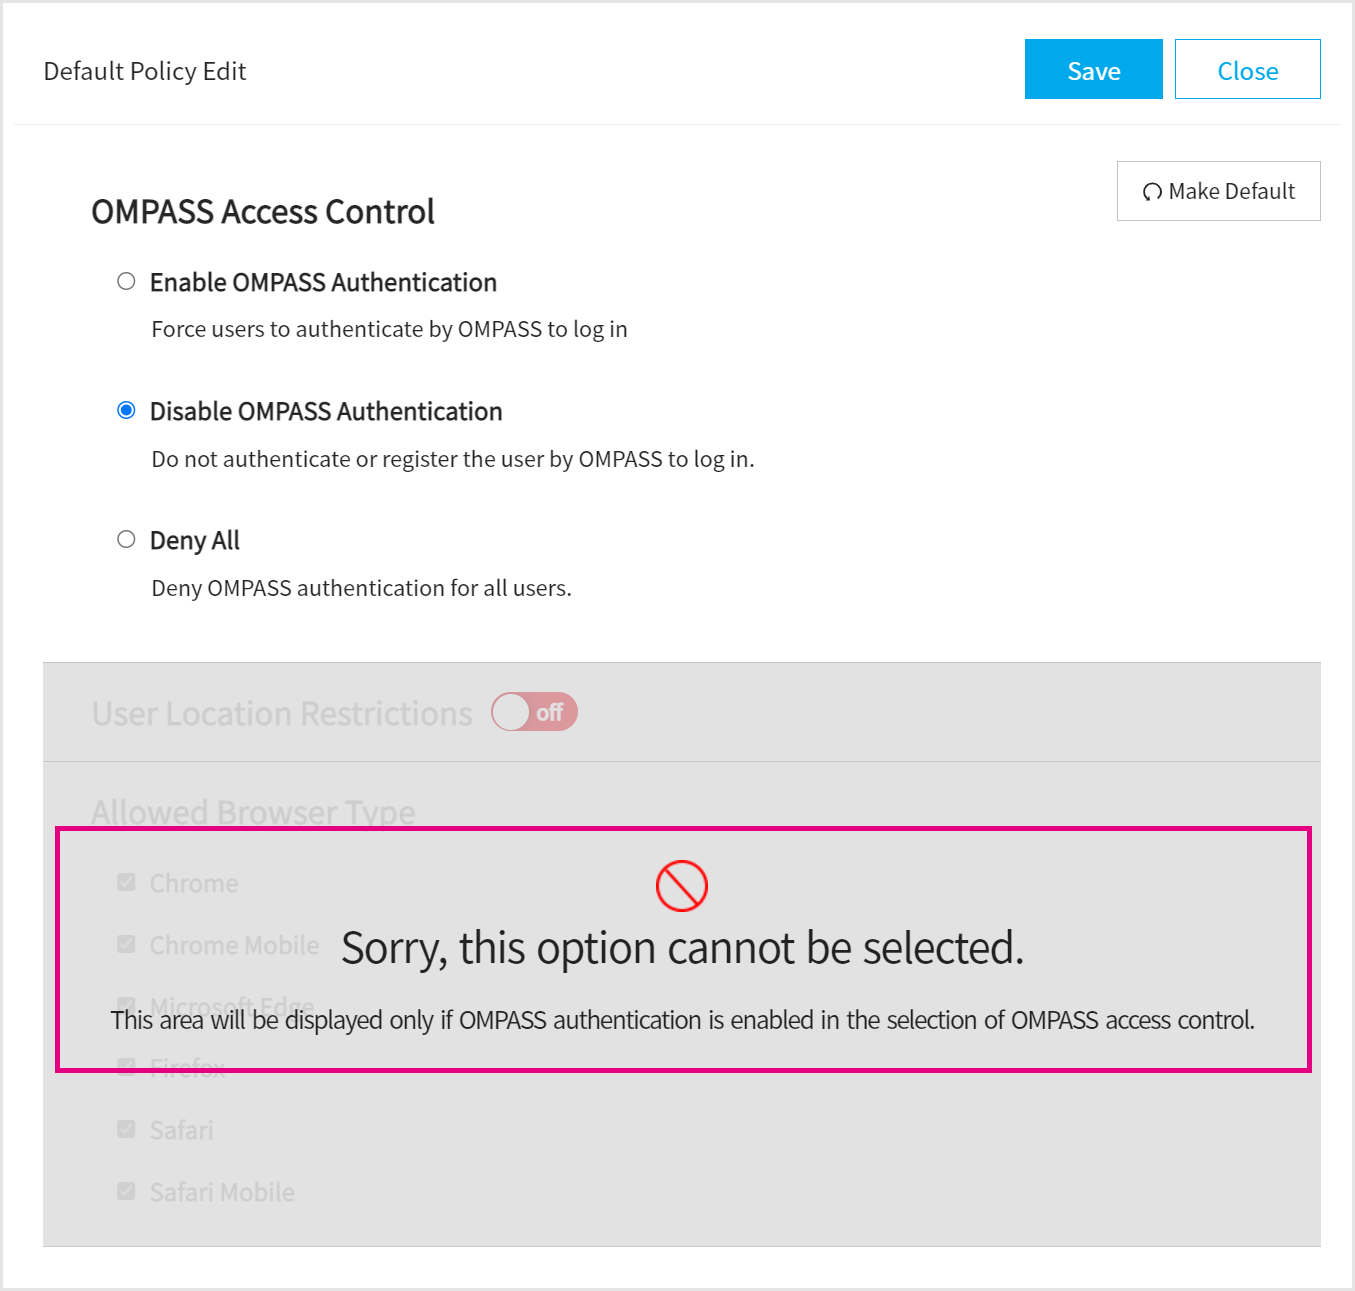 Default Policy Edit
Save
Close
Make Default
OMPASS Access Control
Enable OMPASS Authentication
Force users to authenticate by OMPASS to log in
Disable OMPASS Authentication
Do not authenticate or register the user by OMPASS to log in.
Deny All
Deny OMPASS authentication for all users.
User Location Restrictions
off
Allowed Browser Type
Chrome
Chrome Mobile
Sorry, this option cannot be selected.
Microsoft Edge
This area will be displayed only if OMPASS authentication is enabled in the selection of OMPASS access control.
Firefox
Safari
Safari Mobile